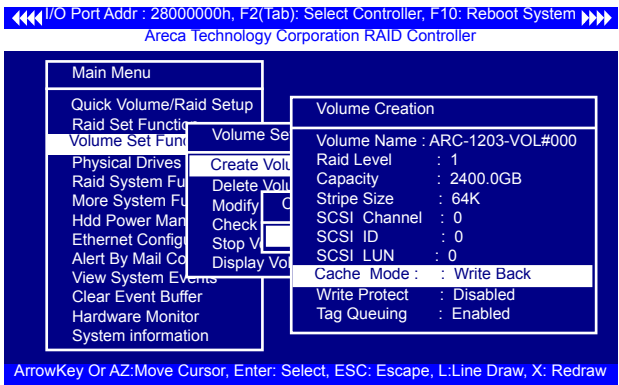 I/O Port Addr : 28000000h, F2(Tab): Select Controller, F10: Reboot System
Areca Technology Corporation RAID Controller
Main Menu
Quick Volume/Raid Setup
Raid Set Function
Volume Set Func
Physical Drives
Raid System Fu
More System Fu
Hdd Power Man
Ethernet Configu
Alert By Mail Co
View System Events
Clear Event Buffer
Hardware Monitor
System information
Volume Se
Create Volu
Delete Volu
Modify
Check
Stop V
Display Vol
C
Volume Creation
Volume Name : ARC-1203-VOL#000
Raid Level : 1
Capacity : 2400.0GB
Stripe Size : 64K
SCSI Channel : 0
SCSI ID : 0
SCSI LUN : 0
Cache Mode : : Write Back
Write Protect : Disabled
Tag Queuing : Enabled
ArrowKey Or AZ:Move Cursor, Enter: Select, ESC: Escape, L:Line Draw, X: Redraw